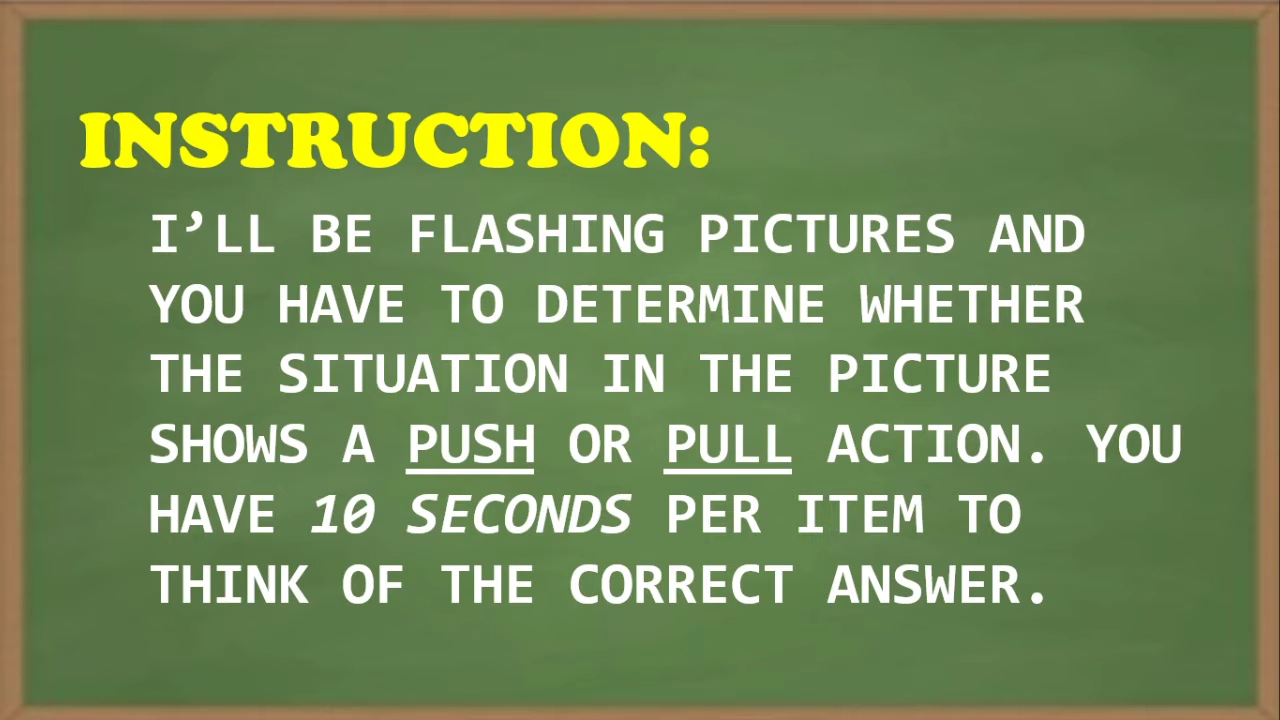 INSTRUCTION:
I’LL BE FLASHING PICTURES AND
YOU HAVE TO DETERMINE WHETHER
THE SITUATION IN THE PICTURE
SHOWS A PUSH OR PULL ACTION. YOU
HAVE 10 SECONDS PER ITEM TO
THINK OF THE CORRECT ANSWER.